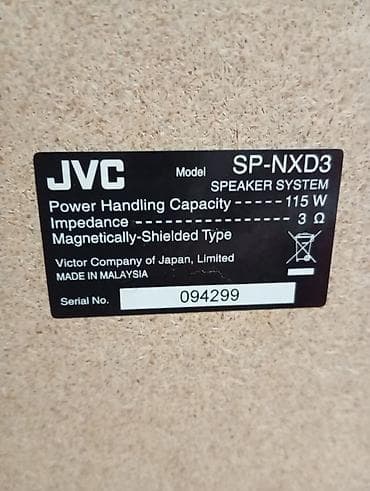 JVC Model SP-NXD3
SPEAKER SYSTEM
Power Handling Capacity ----- 115 W
Impedance --------------- 3 Ω
Magnetically-Shielded Type
Victor Company of Japan, Limited
MADE IN MALAYSIA
Serial No. 094299